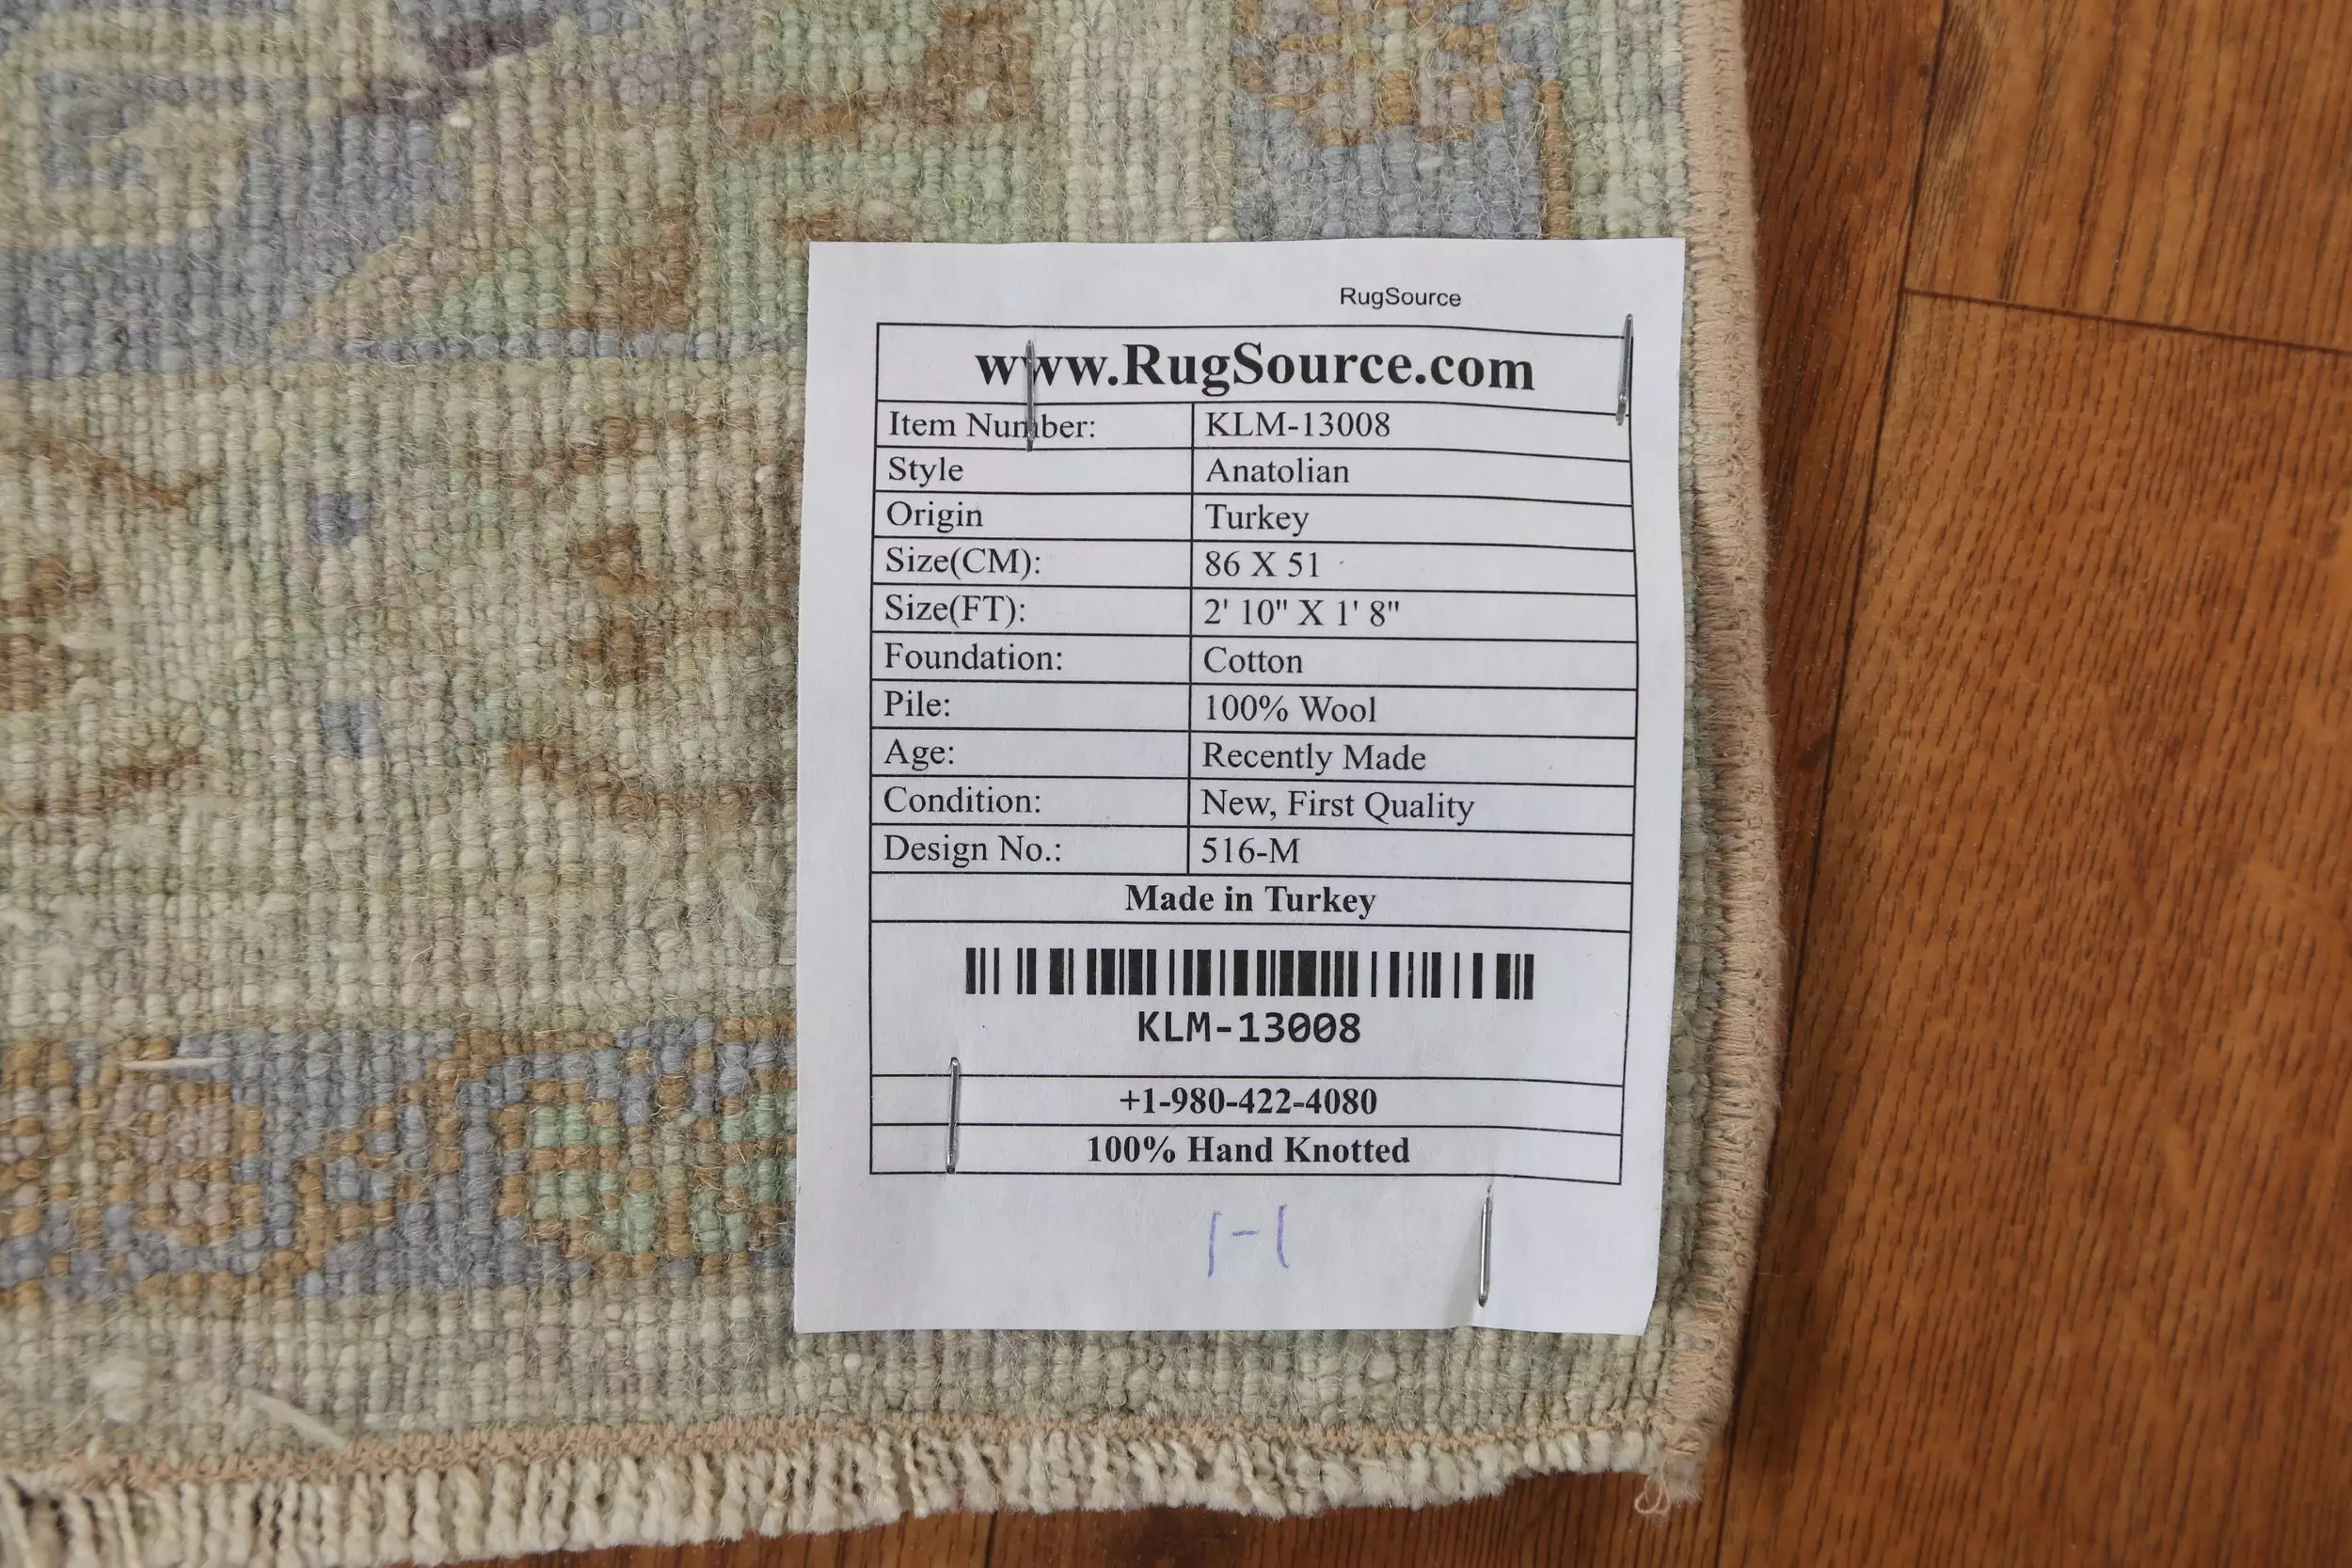 RugSource
www.RugSource.com
Item Number: KLM-13008
Style Anatolian
Origin Turkey
Size(CM): 86 X 51
Size(FT): 2' 10" X 1' 8"
Foundation: Cotton
Pile: 100% Wool
Age: Recently Made
Condition: New, First Quality
Design No.: 516-M
Made in Turkey
KLM-13008
+1-980-422-4080
100% Hand Knotted
1-1